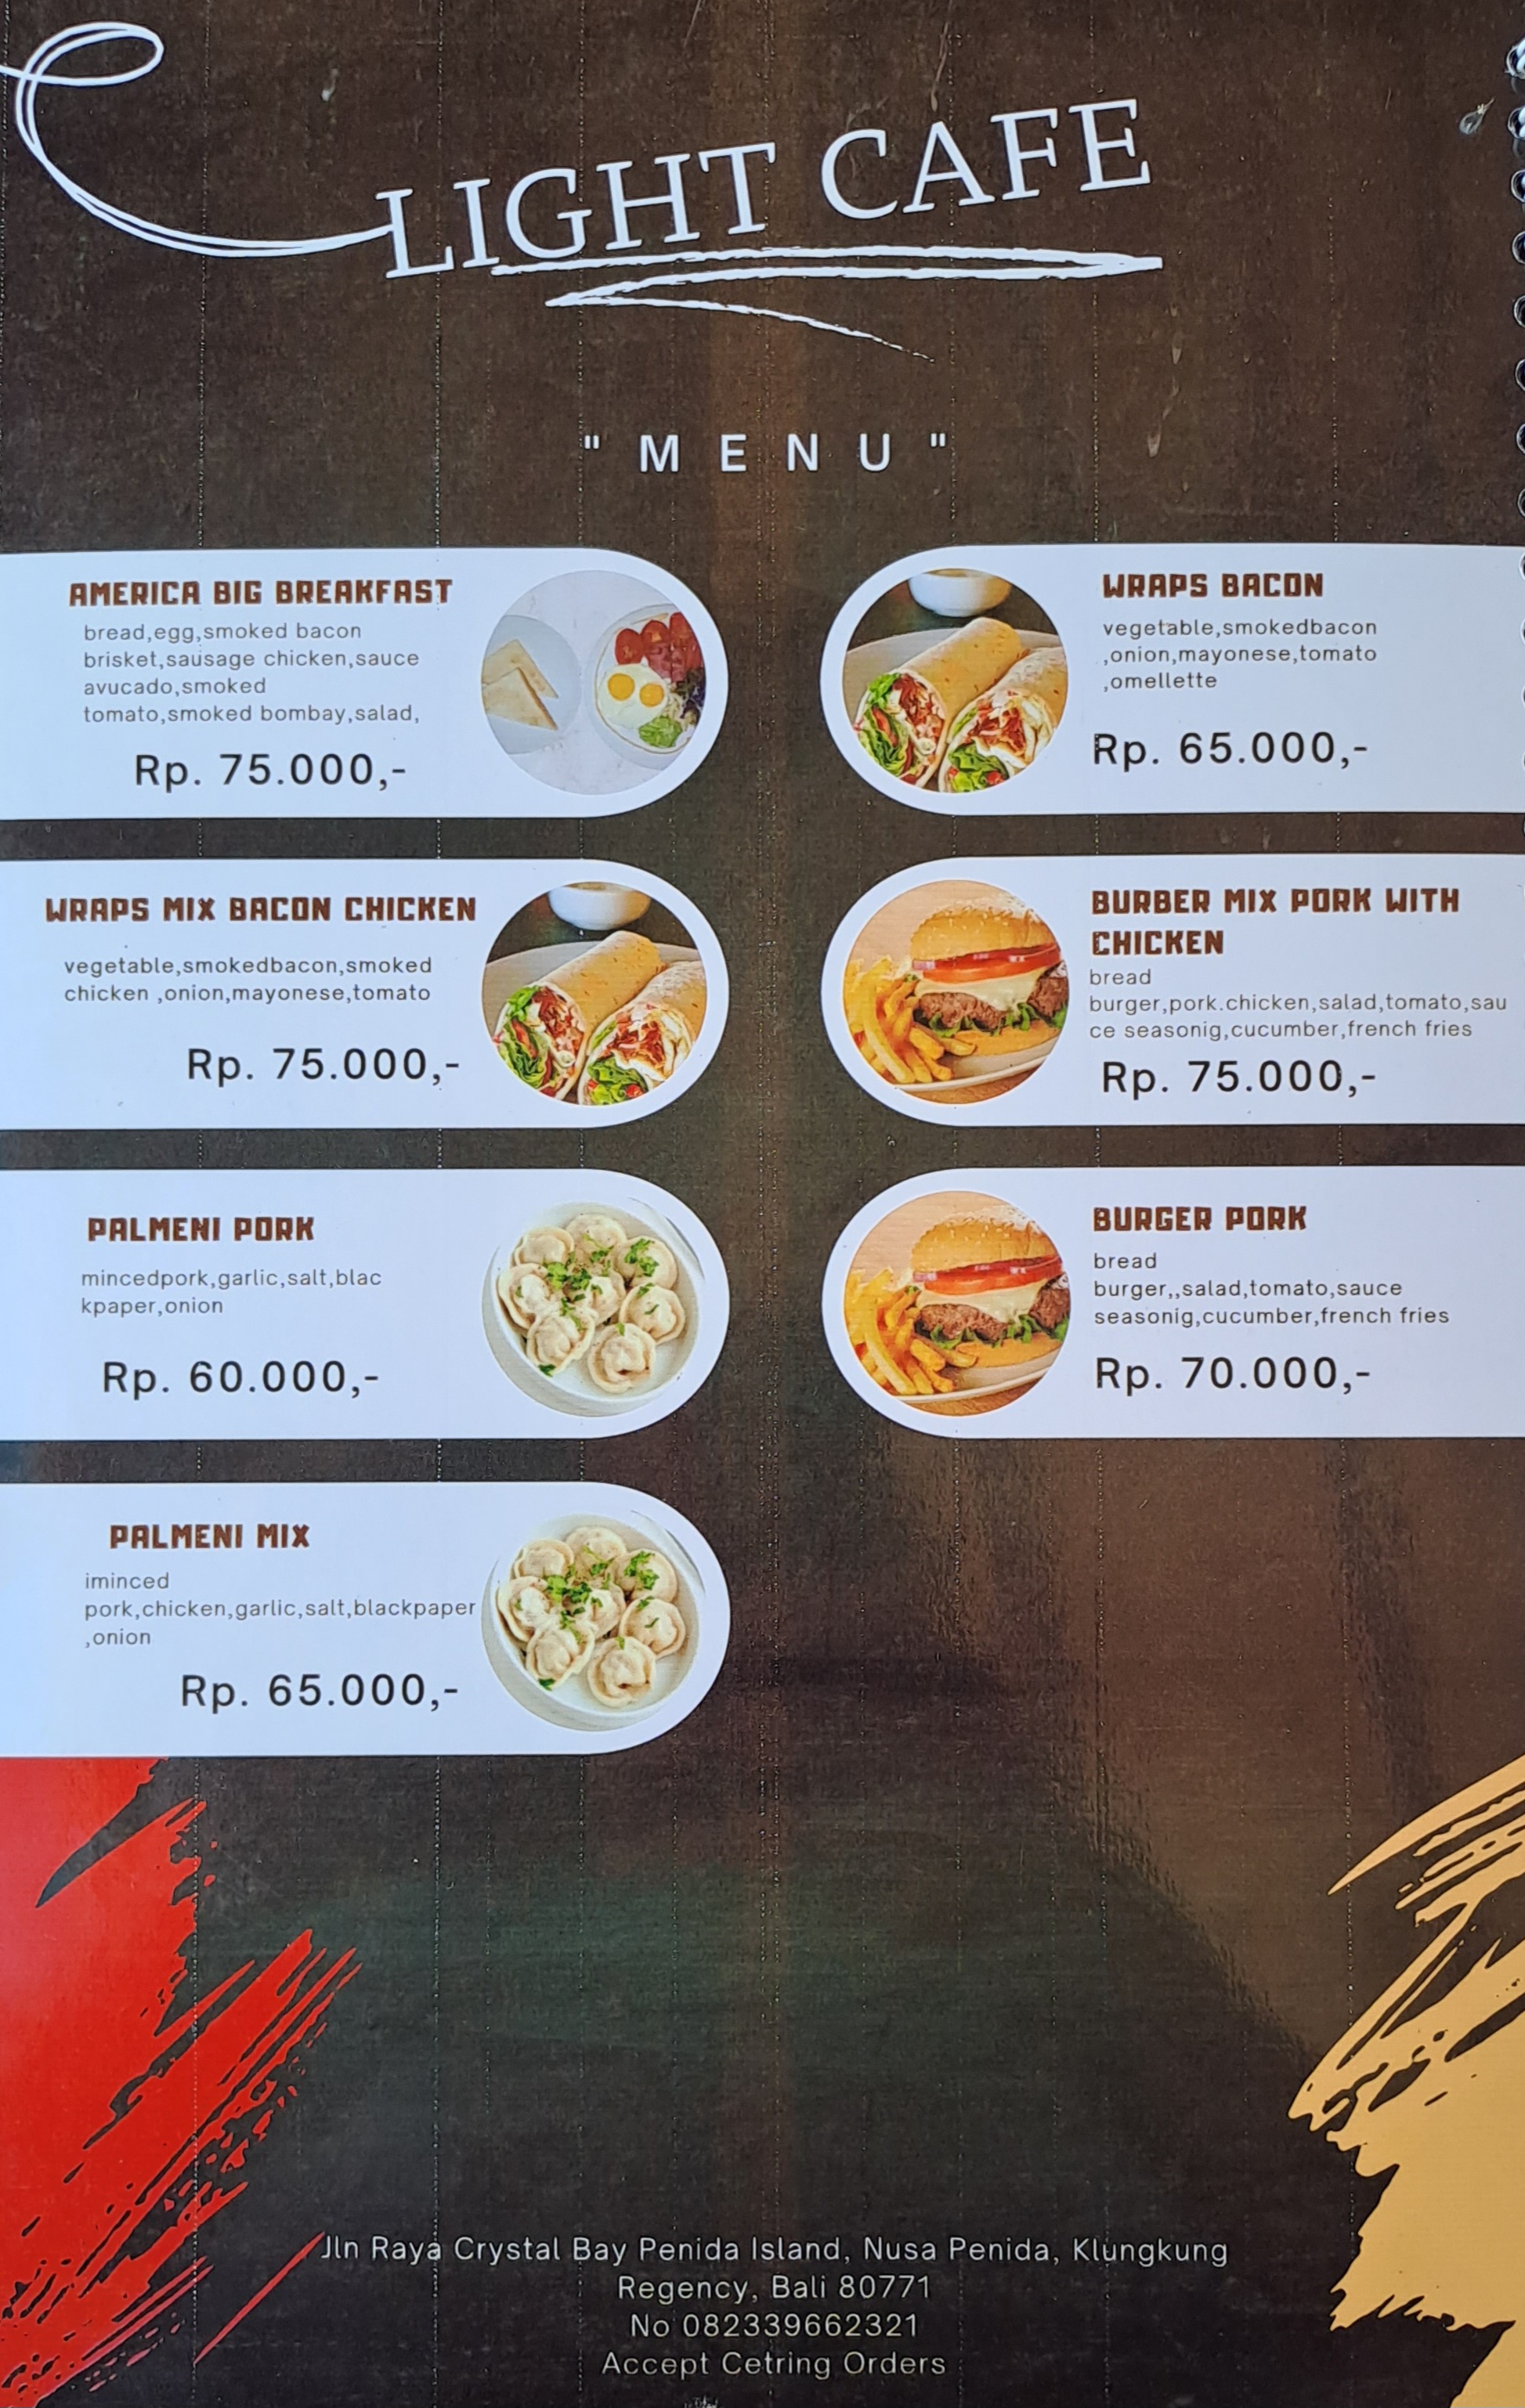 LIGHT CAFE
" M E N U "
AMERICA BIG BREAKFAST
bread,egg,smoked bacon
brisket,sausage chicken,sauce
avucado,smoked
tomato,smoked bombay,salad,
Rp. 75.000,-
WRAPS BACON
vegetable,smokedbacon
,onion,mayonese,tomato
,omellette
Rp. 65.000,-
WRAPS MIX BACON CHICKEN
vegetable,smokedbacon,smoked
chicken ,onion,mayonese,tomato
Rp. 75.000,-
BURBER MIX PORK WITH
CHICKEN
bread
burger,pork.chicken,salad,tomato,sau
ce seasonig,cucumber,french fries
Rp. 75.000,-
PALMENI PORK
mincedpork,garlic,salt,blac
kpaper,onion
Rp. 60.000,-
BURGER PORK
bread
burger,,salad,tomato,sauce
seasonig,cucumber,french fries
Rp. 70.000,-
PALMENI MIX
iminced
pork,chicken,garlic,salt,blackpaper
,onion
Rp. 65.000,-
Jln Raya Crystal Bay Penida Island, Nusa Penida, Klungkung
Regency, Bali 80771
No 082339662321
Accept Cetring Orders